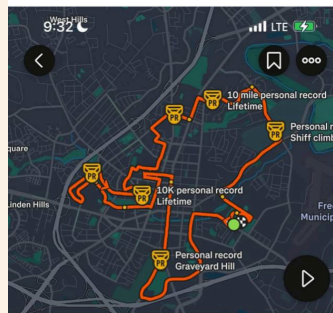 West Hills
9:32
LTE
10 mile personal record
Lifetime
PR
PR
PR
Personal r
Shiff climb
quare
PR
10K personal record
Lifetime
PR
Linden Hills
Fre
Municip
Personal record
Graveyard Hill
PR